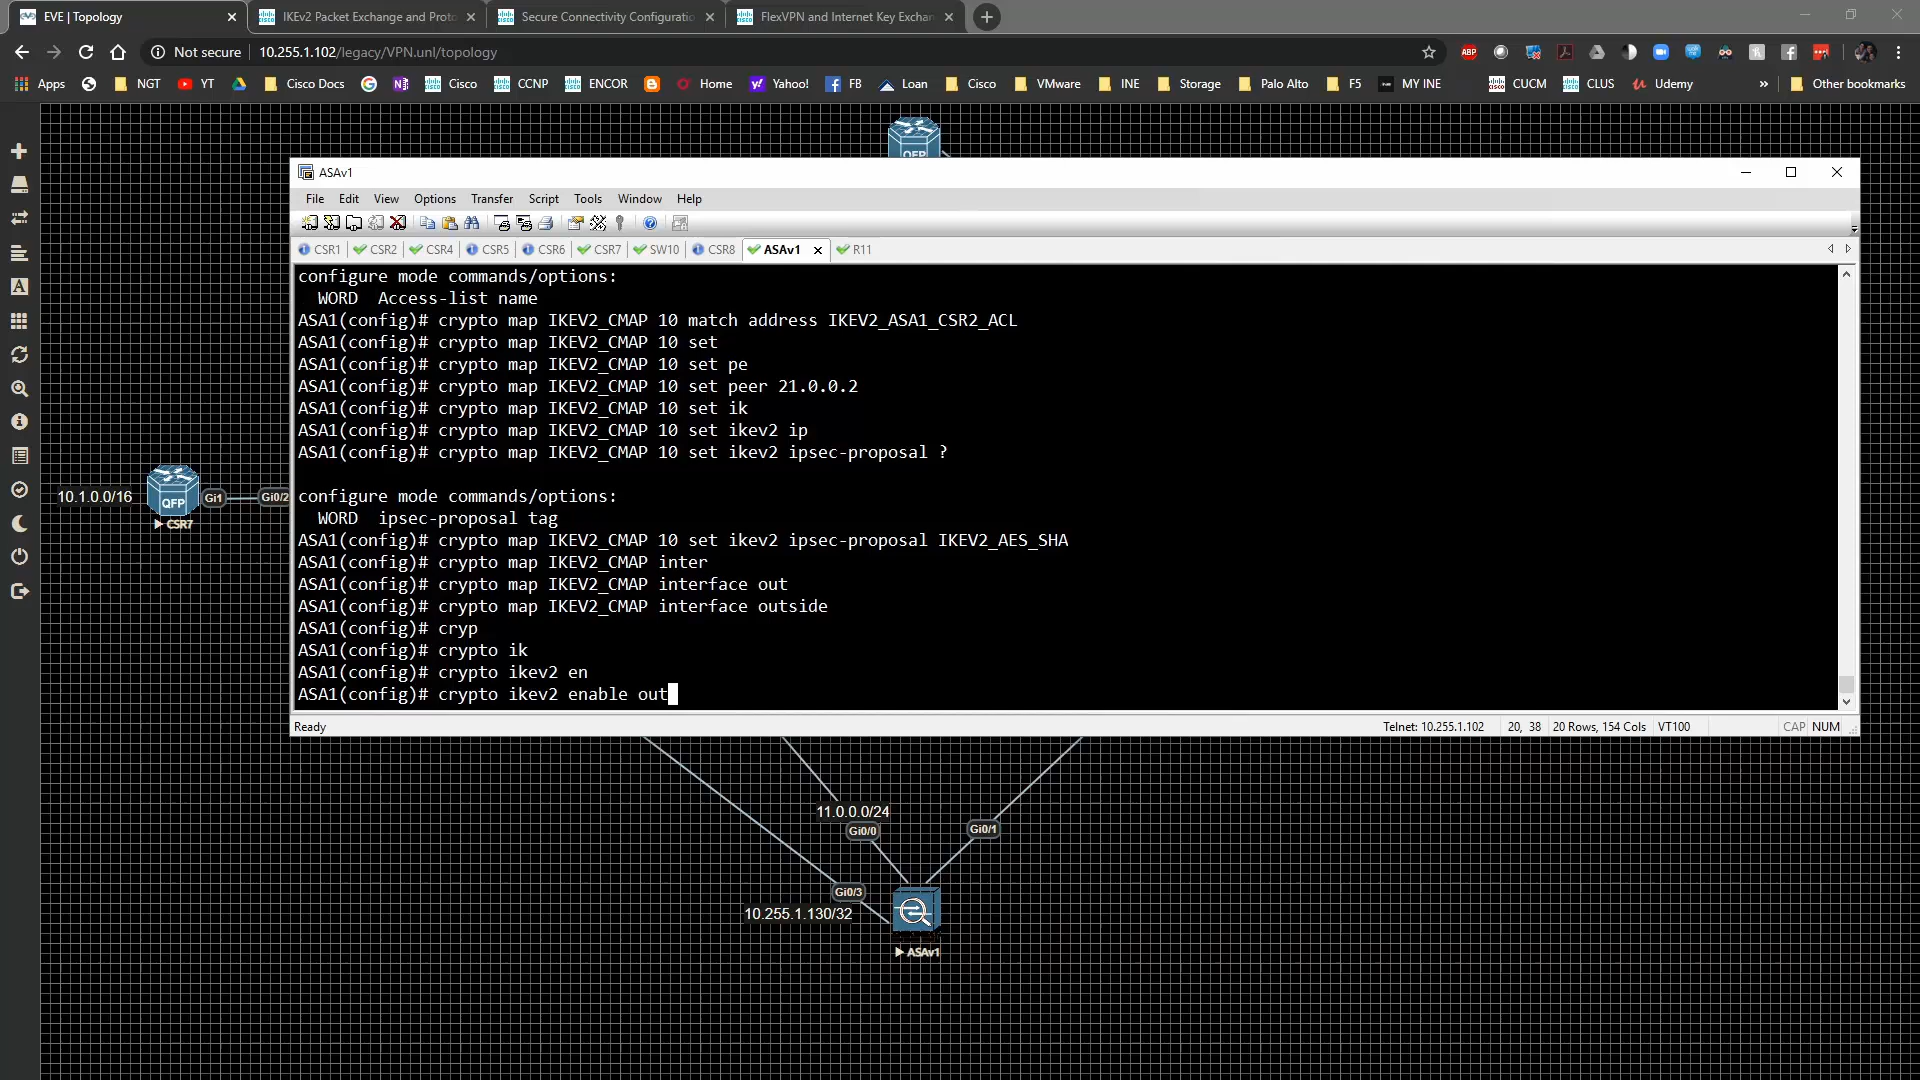 EVE | Topology
IKEv2 Packet Exchange and Proto
Secure Connectivity Configuratio
FlexVPN and Internet Key Exchan
Not secure
10.255.1.102/legacy/VPN.unl/topology
ABP
Apps
NGT
YT
Cisco Docs
Cisco
CCNP
ENCOR
Home
Yahoo!
FB
Loan
Cisco
VMware
INE
Storage
Palo Alto
F5
MY INE
CUCM
CLUS
Udemy
»
Other bookmarks
QFP
ASAv1
File Edit View Options Transfer Script Tools Window Help
CSR1 CSR2 CSR4 CSR5 CSR6 CSR7 SW10 CSR8 ASAv1 R11
configure mode commands/options:
WORD Access-list name
ASA1(config)# crypto map IKEV2_CMAP 10 match address IKEV2_ASA1_CSR2_ACL
ASA1(config)# crypto map IKEV2_CMAP 10 set
ASA1(config)# crypto map IKEV2_CMAP 10 set pe
ASA1(config)# crypto map IKEV2_CMAP 10 set peer 21.0.0.2
ASA1(config)# crypto map IKEV2_CMAP 10 set ik
ASA1(config)# crypto map IKEV2_CMAP 10 set ikev2 ip
ASA1(config)# crypto map IKEV2_CMAP 10 set ikev2 ipsec-proposal ?
configure mode commands/options:
WORD ipsec-proposal tag
ASA1(config)# crypto map IKEV2_CMAP 10 set ikev2 ipsec-proposal IKEV2_AES_SHA
ASA1(config)# crypto map IKEV2_CMAP inter
ASA1(config)# crypto map IKEV2_CMAP interface out
ASA1(config)# crypto map IKEV2_CMAP interface outside
ASA1(config)# cryp
ASA1(config)# crypto ik
ASA1(config)# crypto ikev2 en
ASA1(config)# crypto ikev2 enable out
Ready
Telnet: 10.255.1.102 20, 38 20 Rows, 154 Cols VT100 CAP NUM
10.1.0.0/16
QFP
Gi1
Gi0/2
CSR7
11.0.0.0/24
Gi0/0
Gi0/1
Gi0/3
10.255.1.130/32
ASAv1